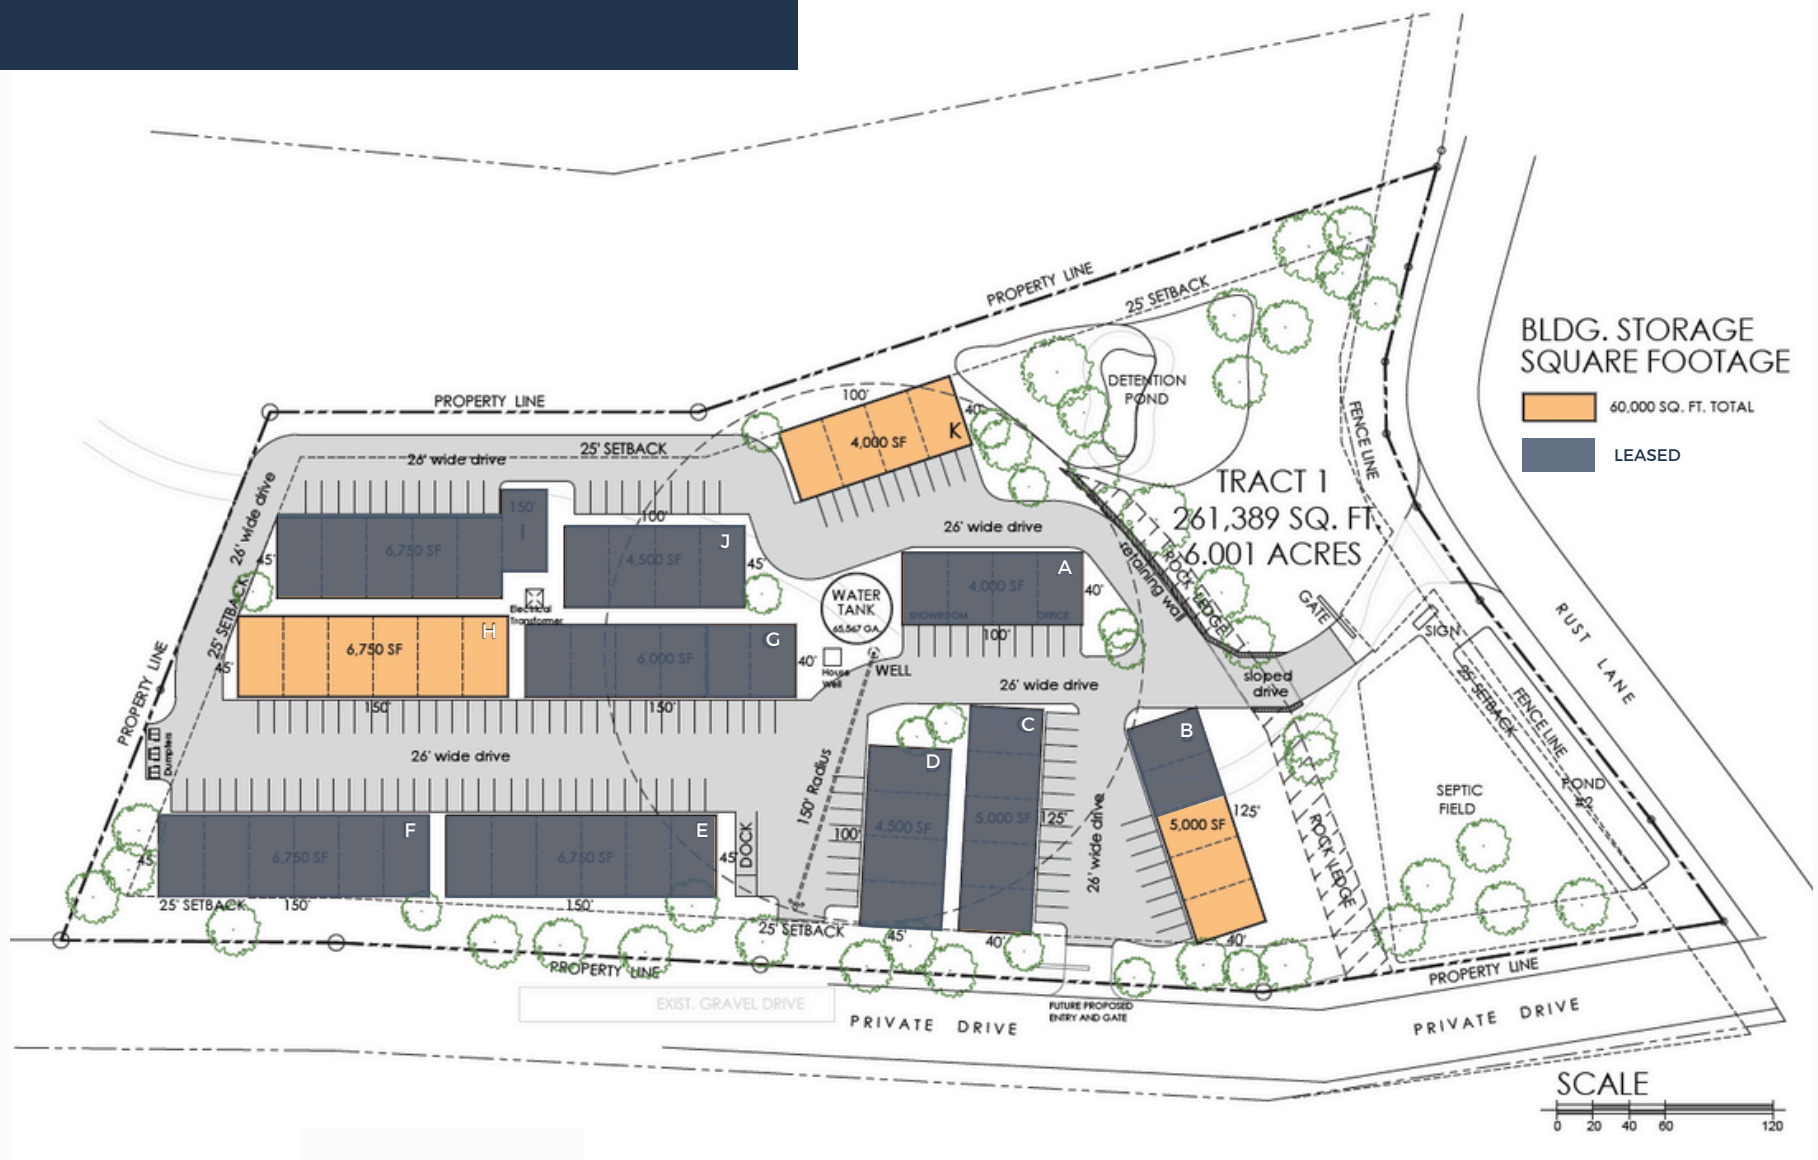 PROPERTY LINE
25' SETBACK
BLDG. STORAGE
SQUARE FOOTAGE
60,000 SQ. FT. TOTAL
LEASED
DETENTION
POND
FENCE LINE
PROPERTY LINE
25' SETBACK
26' wide drive
26' wide drive
100'
40'
4,000 SF
K
TRACT 1
261,389 SQ. FT.
6.001 ACRES
26' wide drive
retaining wall
ROCK LEDGE
150'
I
6,750 SF
45'
100'
J
4,500 SF
45'
A
4,000 SF
40'
SHOWROOM
OFFICE
100'
WATER
TANK
65,567 GA.
Electrical
Transformer
25' SETBACK
H
6,750 SF
45'
150'
G
6,000 SF
40'
150'
House
Well
WELL
26' wide drive
GATE
SIGN
sloped
drive
RUST LANE
25' SETBACK
FENCE LINE
POND
#2
SEPTIC
FIELD
PROPERTY LINE
Dumpsters
26' wide drive
150' Radius
C
5,000 SF
125'
D
4,500 SF
100'
26' wide drive
B
5,000 SF
125'
ROCK LEDGE
F
6,750 SF
45'
E
6,750 SF
45'
DOCK
25' SETBACK
150'
150'
25' SETBACK
45'
40'
40'
PROPERTY LINE
PROPERTY LINE
EXIST. GRAVEL DRIVE
PRIVATE DRIVE
FUTURE PROPOSED
ENTRY AND GATE
PRIVATE DRIVE
SCALE
0 20 40 60 120